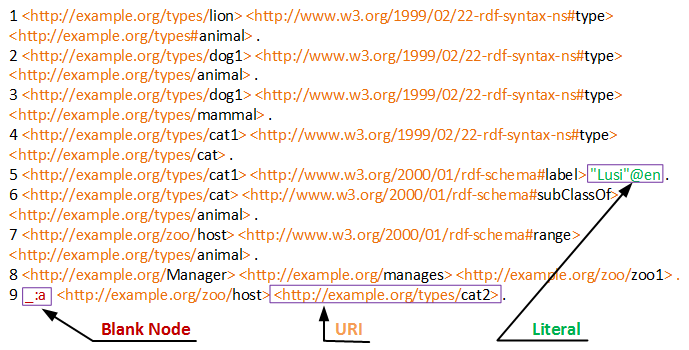 1 <http://example.org/types/lion> <http://www.w3.org/1999/02/22-rdf-syntax-ns#type>
<http://example.org/types#animal> .
2 <http://example.org/types/dog1> <http://www.w3.org/1999/02/22-rdf-syntax-ns#type>
<http://example.org/types/animal> .
3 <http://example.org/types/dog1> <http://www.w3.org/1999/02/22-rdf-syntax-ns#type>
<http://example.org/types/mammal> .
4 <http://example.org/types/cat1> <http://www.w3.org/1999/02/22-rdf-syntax-ns#type>
<http://example.org/types/cat> .
5 <http://example.org/types/cat1> <http://www.w3.org/2000/01/rdf-schema#label> "Lusi"@en .
6 <http://example.org/types/cat> <http://www.w3.org/2000/01/rdf-schema#subClassOf>
<http://example.org/types/animal> .
7 <http://example.org/zoo/host> <http://www.w3.org/2000/01/rdf-schema#range>
<http://example.org/types/animal> .
8 <http://example.org/Manager> <http://example.org/manages> <http://example.org/zoo/zoo1> .
9 _:a <http://example.org/zoo/host> <http://example.org/types/cat2> .
Blank Node URI Literal